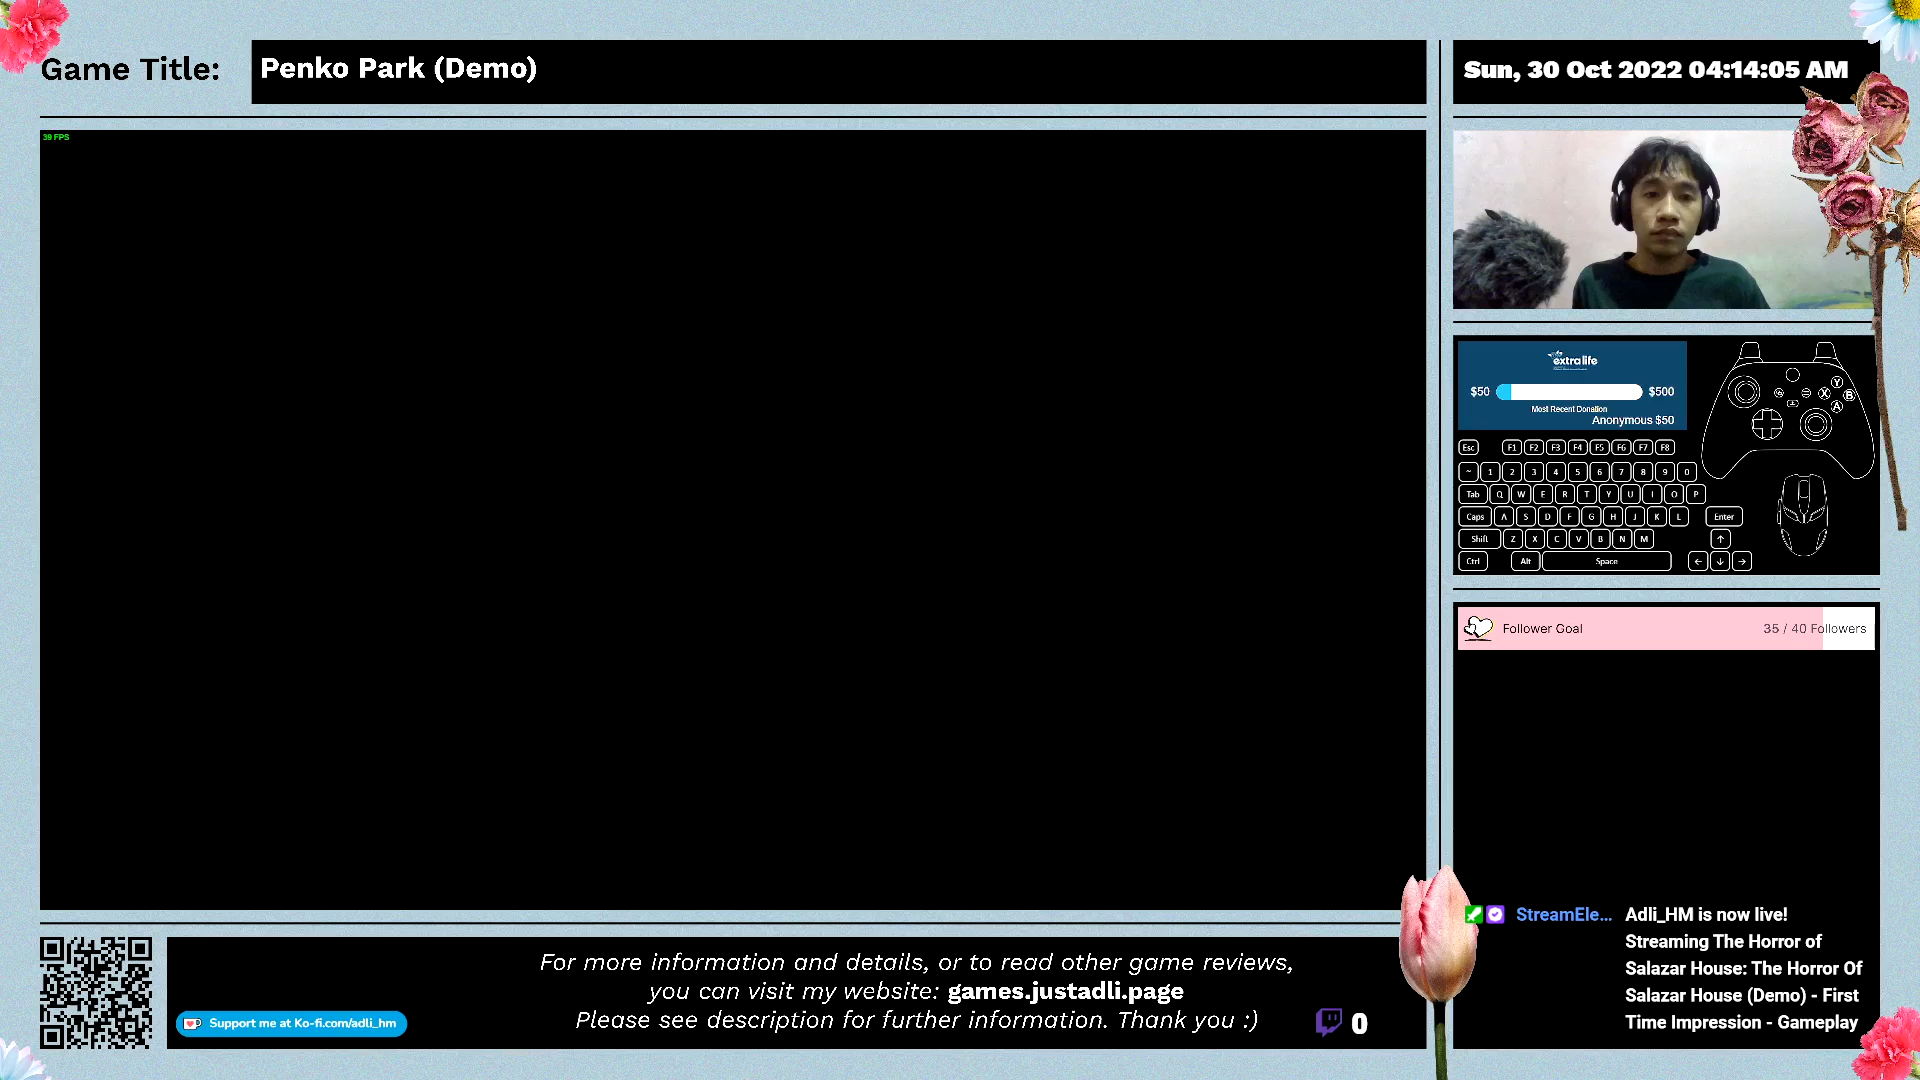 Game Title:
Penko Park (Demo)
Sun, 30 Oct 2022 04:14:05 AM
39 FPS
extralife
$50
$500
Most Recent Donation
Anonymous $50
Y
X B
A
Esc F1 F2 F3 F4 F5 F6 F7 F8
~ 1 2 3 4 5 6 7 8 9 0
Tab Q W E R T Y U I O P
Caps A S D F G H J K L Enter
Shift Z X C V B N M ↑
Ctrl Alt Space ← ↓ →
Follower Goal
35 / 40 Followers
StreamEle... Adli_HM is now live!
Streaming The Horror of
Salazar House: The Horror Of
Salazar House (Demo) - First
Time Impression - Gameplay
For more information and details, or to read other game reviews,
you can visit my website: games.justadli.page
Please see description for further information. Thank you :)
Support me at Ko-fi.com/adli_hm
0